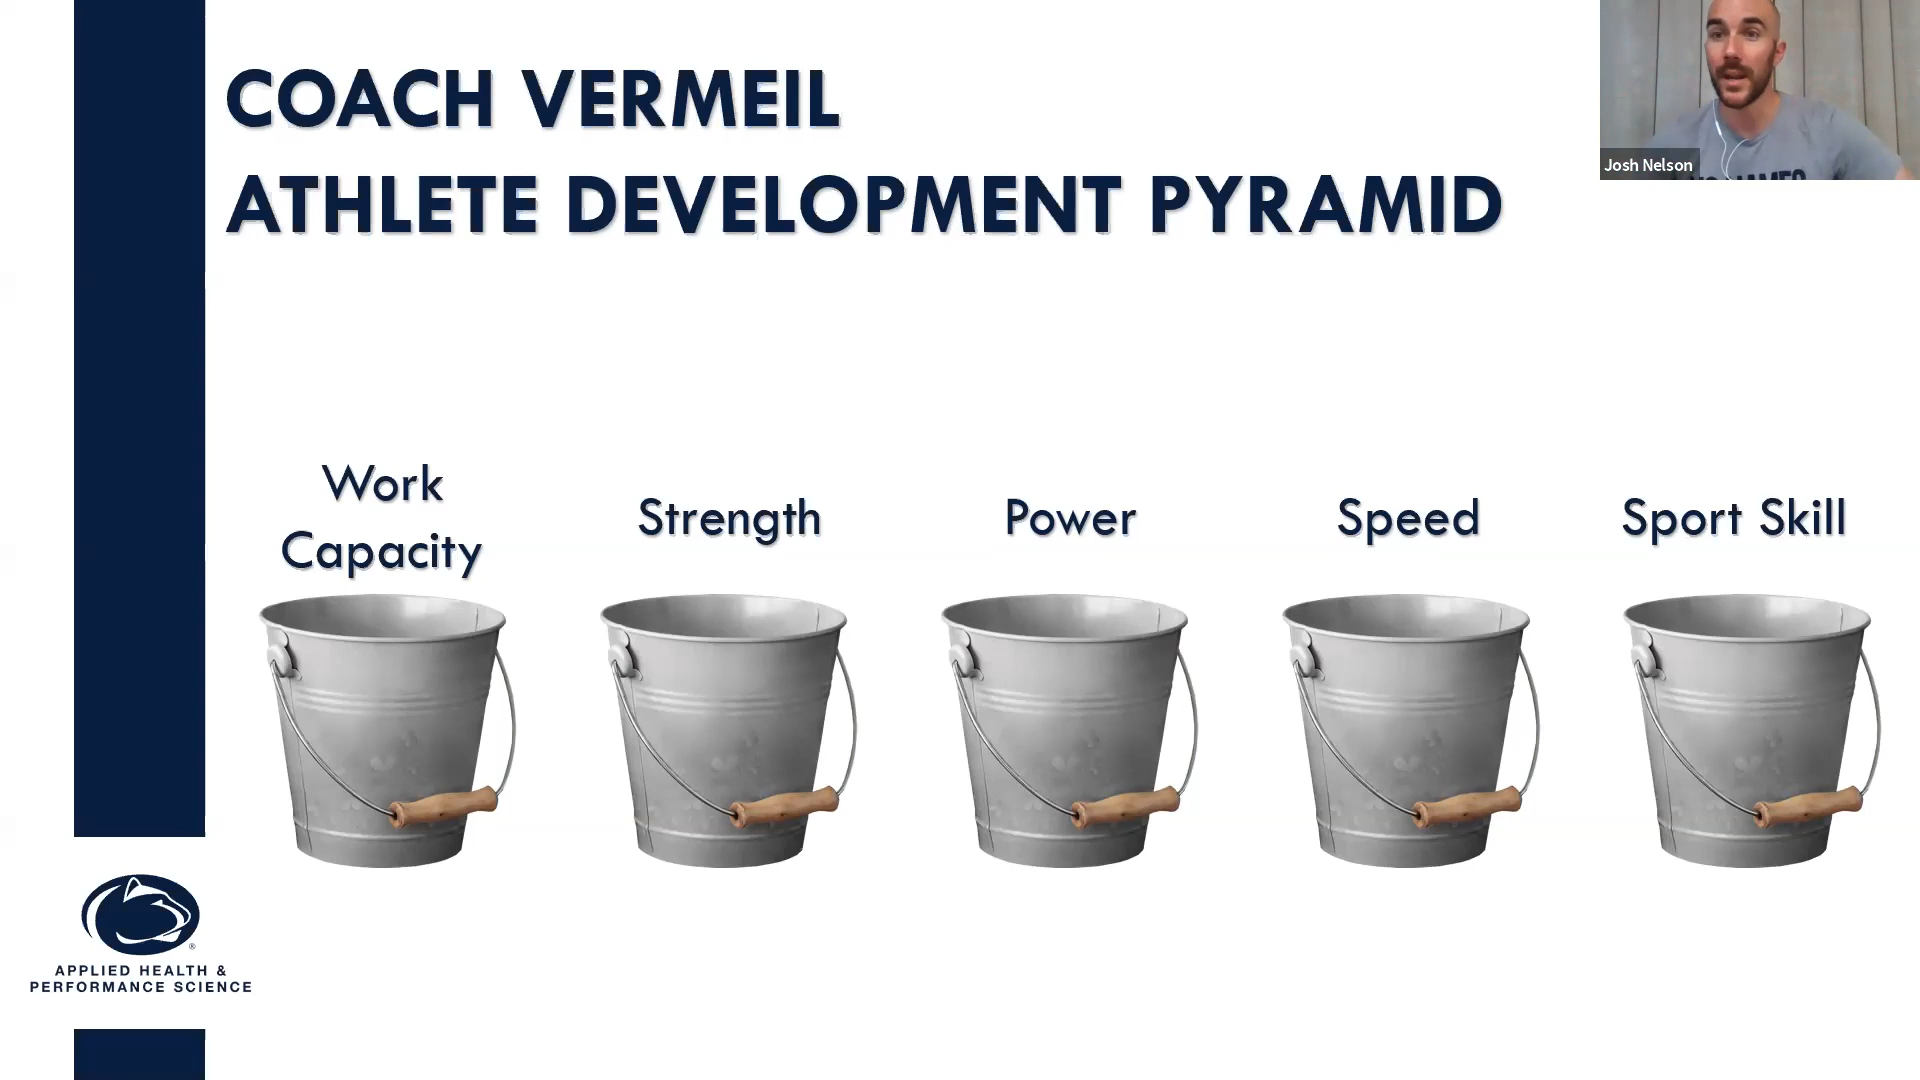 COACH VERMEIL
ATHLETE DEVELOPMENT PYRAMID
Josh Nelson
Work
Capacity
Strength
Power
Speed
Sport Skill
APPLIED HEALTH &
PERFORMANCE SCIENCE
®